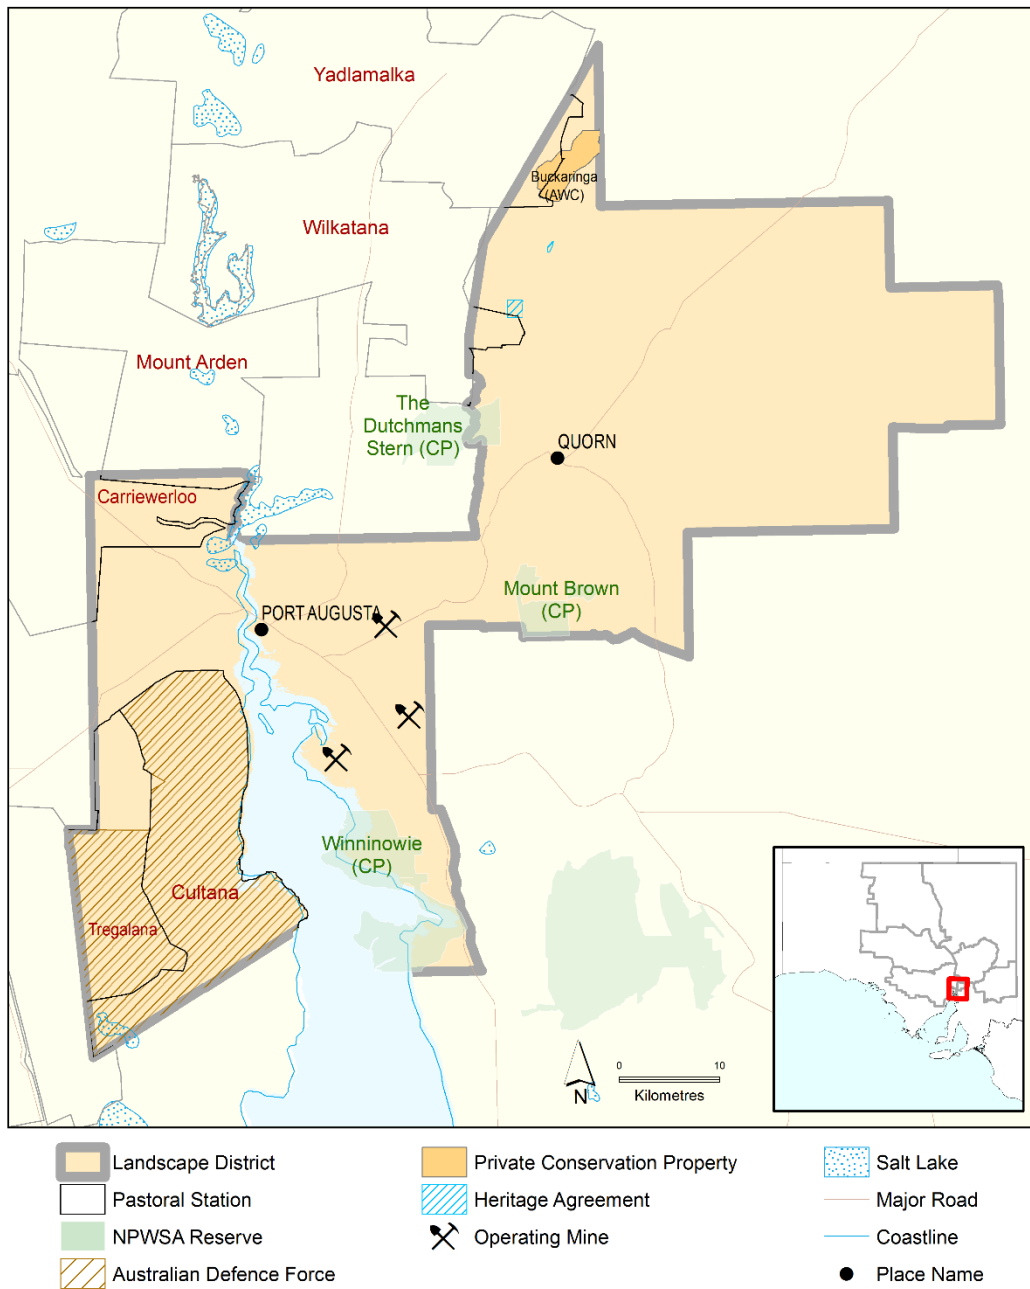 Yadlamalka
Buckaringa
(AWC)
Wilkatana
Mount Arden
The
Dutchmans
Stern (CP)
QUORN
Carriewerloo
Mount Brown
(CP)
PORT AUGUSTA
Winninowie
(CP)
Cultana
Tregalana
N
0 10
Kilometres
Landscape District
Pastoral Station
NPWSA Reserve
Australian Defence Force
Private Conservation Property
Heritage Agreement
Operating Mine
Salt Lake
Major Road
Coastline
Place Name